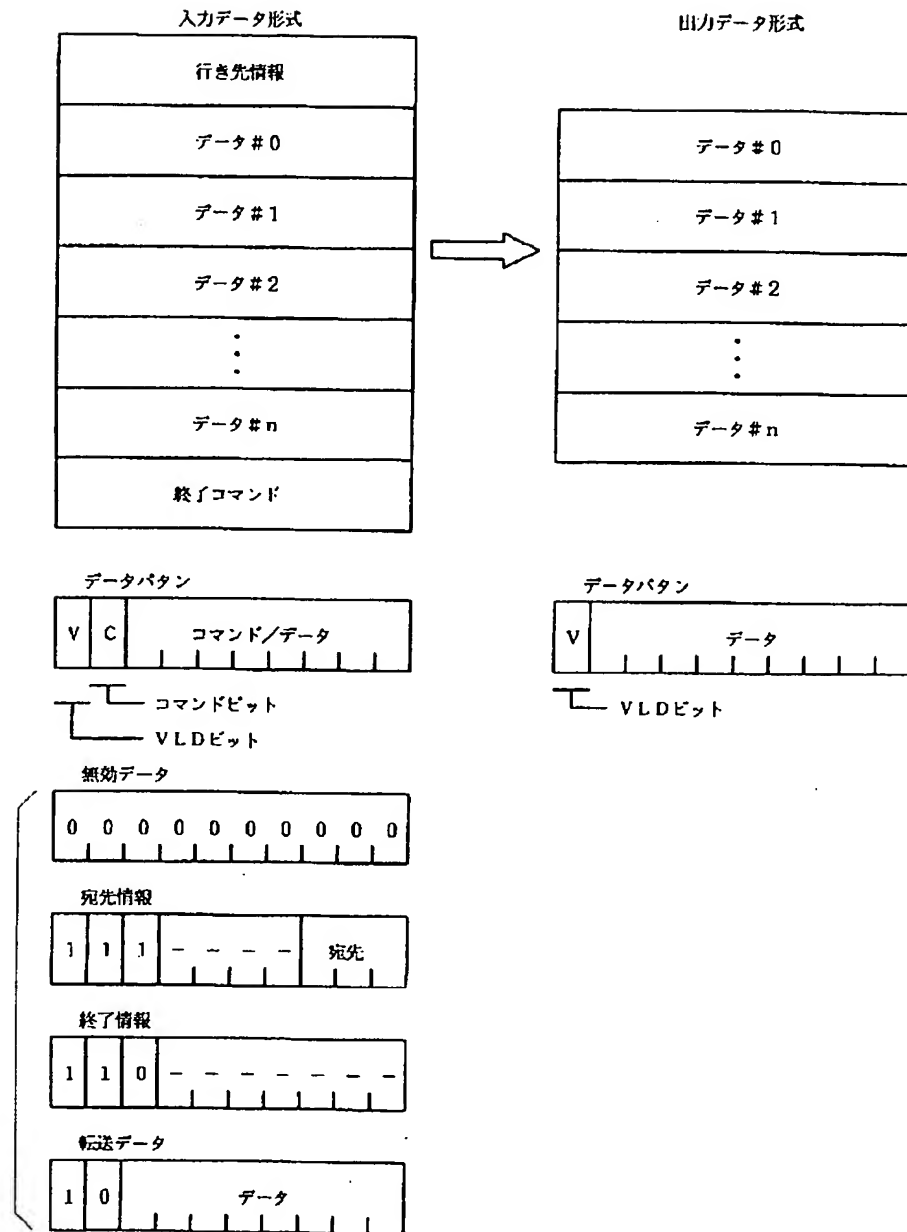 入力データ形式
行き先情報
データ#0
データ#1
データ#2
データ#n
終了コマンド
出力データ形式
データ#0
データ#1
データ#2
データ#n
データパタン
V C コマンド/データ
コマンドビット
VLDビット
データパタン
V データ
VLDビット
無効データ
0 0 0 0 0 0 0 0 0 0
宛先情報
1 1 1 - - - - 宛先
終了情報
1 1 0 - - - - - - -
転送データ
1 0 データ